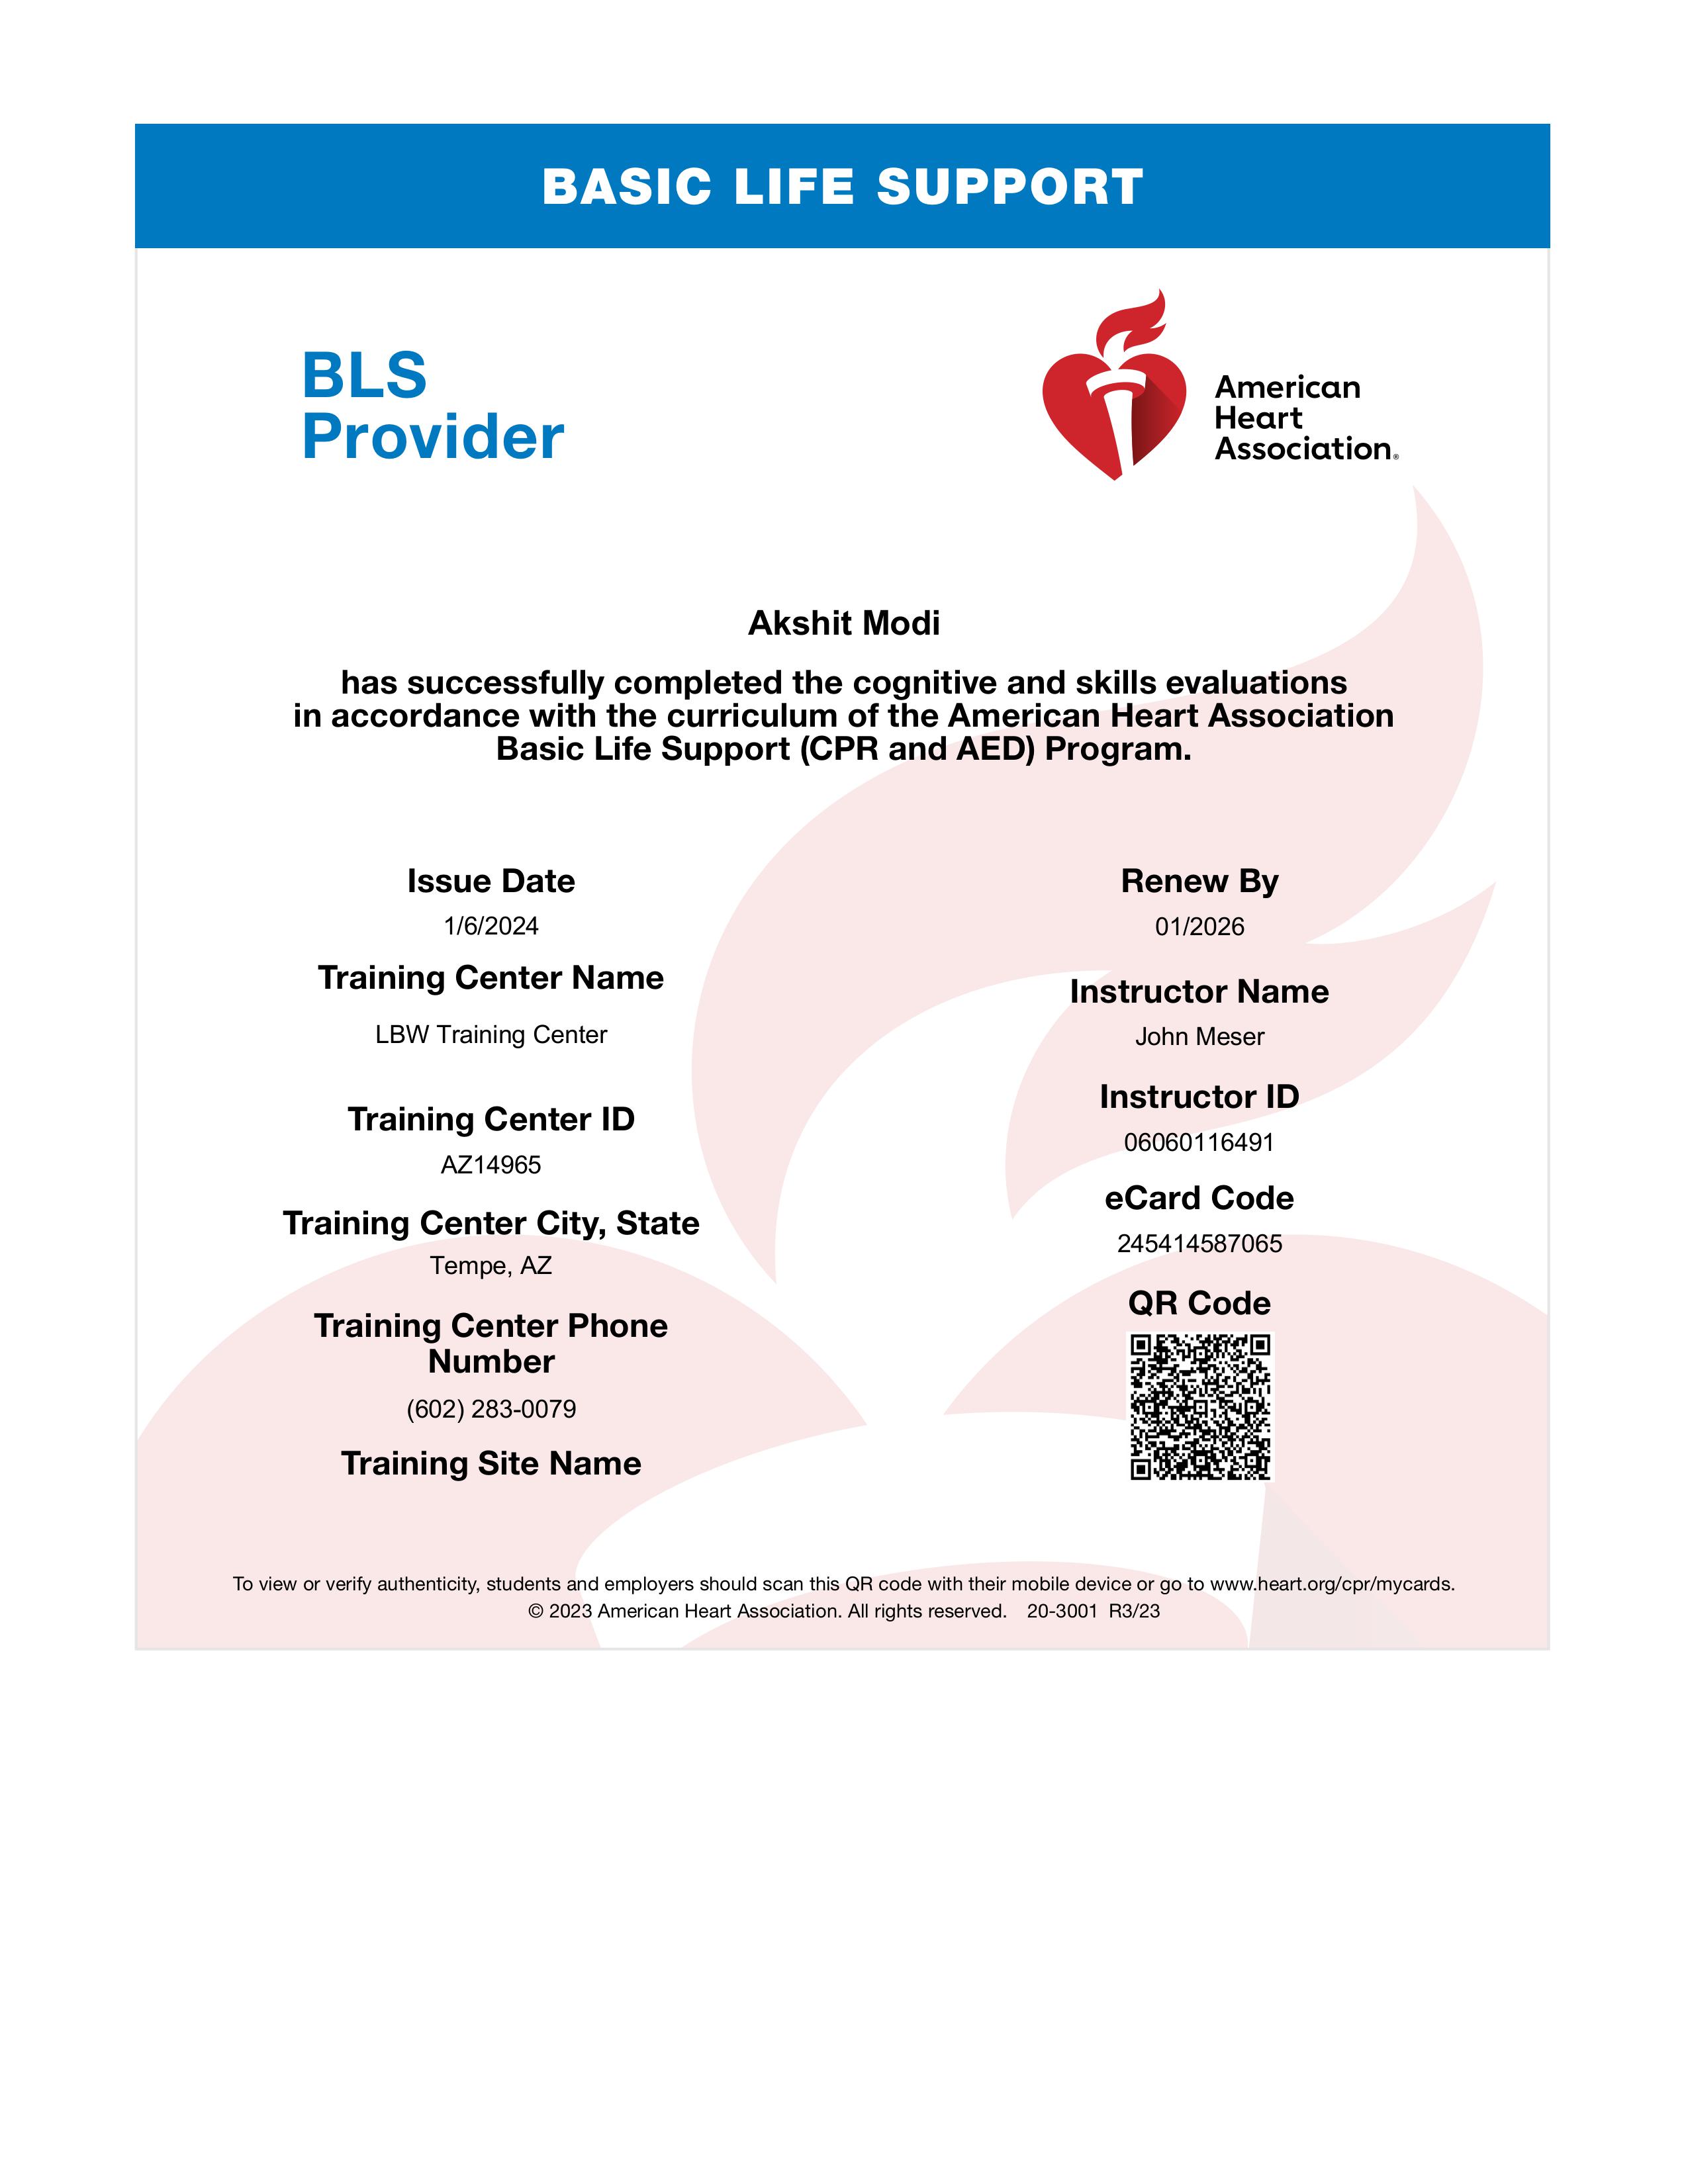 BASIC LIFE SUPPORT
BLS
Provider
American
Heart
Association®
Akshit Modi
has successfully completed the cognitive and skills evaluations
in accordance with the curriculum of the American Heart Association
Basic Life Support (CPR and AED) Program.
Issue Date
1/6/2024
Training Center Name
LBW Training Center
Training Center ID
AZ14965
Training Center City, State
Tempe, AZ
Training Center Phone
Number
(602) 283-0079
Training Site Name
Renew By
01/2026
Instructor Name
John Meser
Instructor ID
06060116491
eCard Code
245414587065
QR Code
To view or verify authenticity, students and employers should scan this QR code with their mobile device or go to www.heart.org/cpr/mycards.
© 2023 American Heart Association. All rights reserved. 20-3001 R3/23